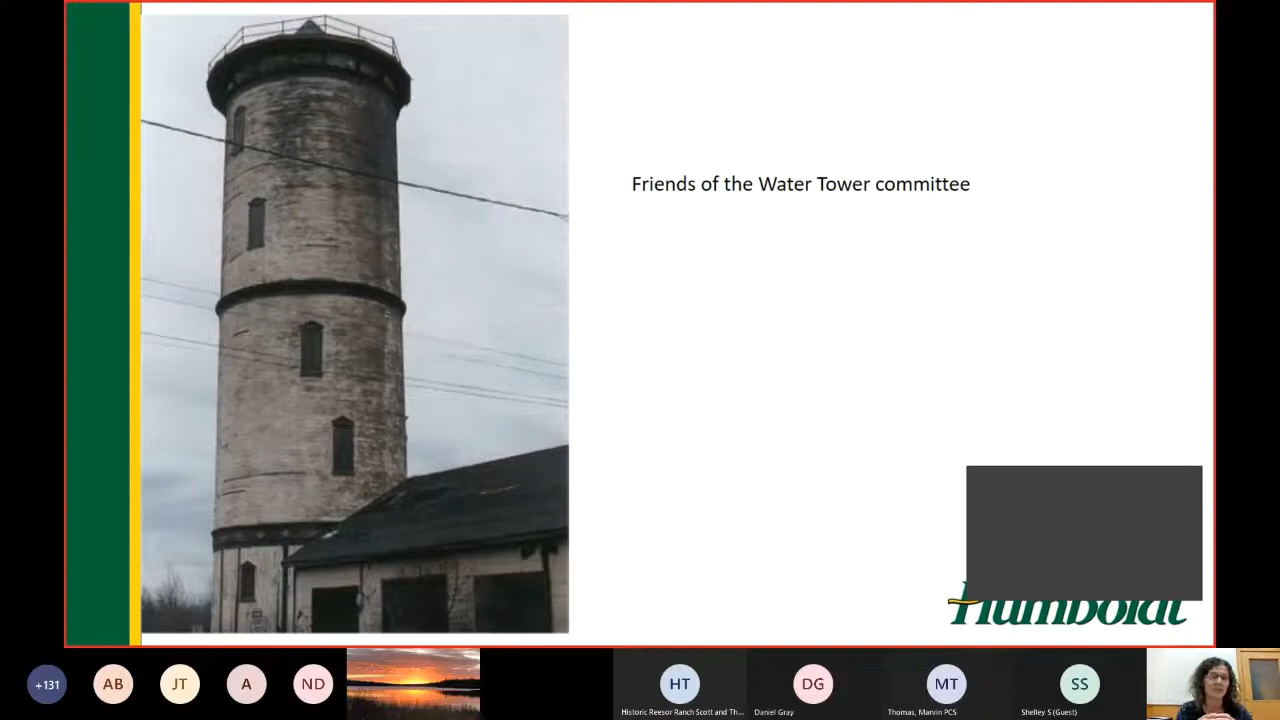 Friends of the Water Tower committee
Humboldt
+131
AB
JT
A
ND
HT
DG
MT
SS
Historic Reesor Ranch Scott and Th...
Daniel Gray
Thomas, Marvin PCS
Shelley S (Guest)